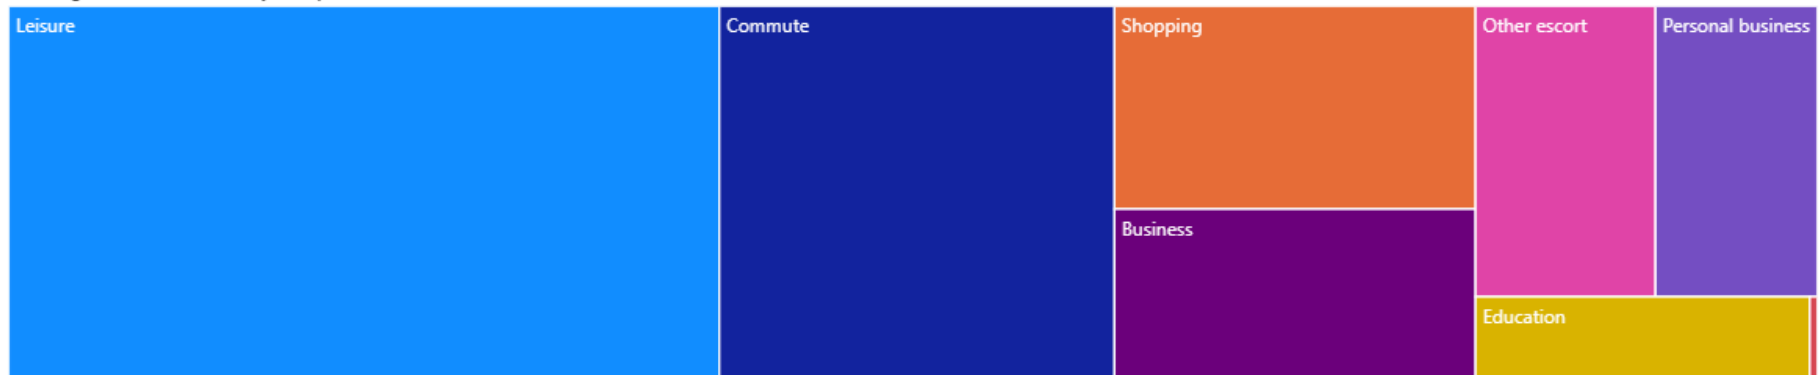 Leisure
Commute
Shopping
Other escort
Personal business
Business
Education